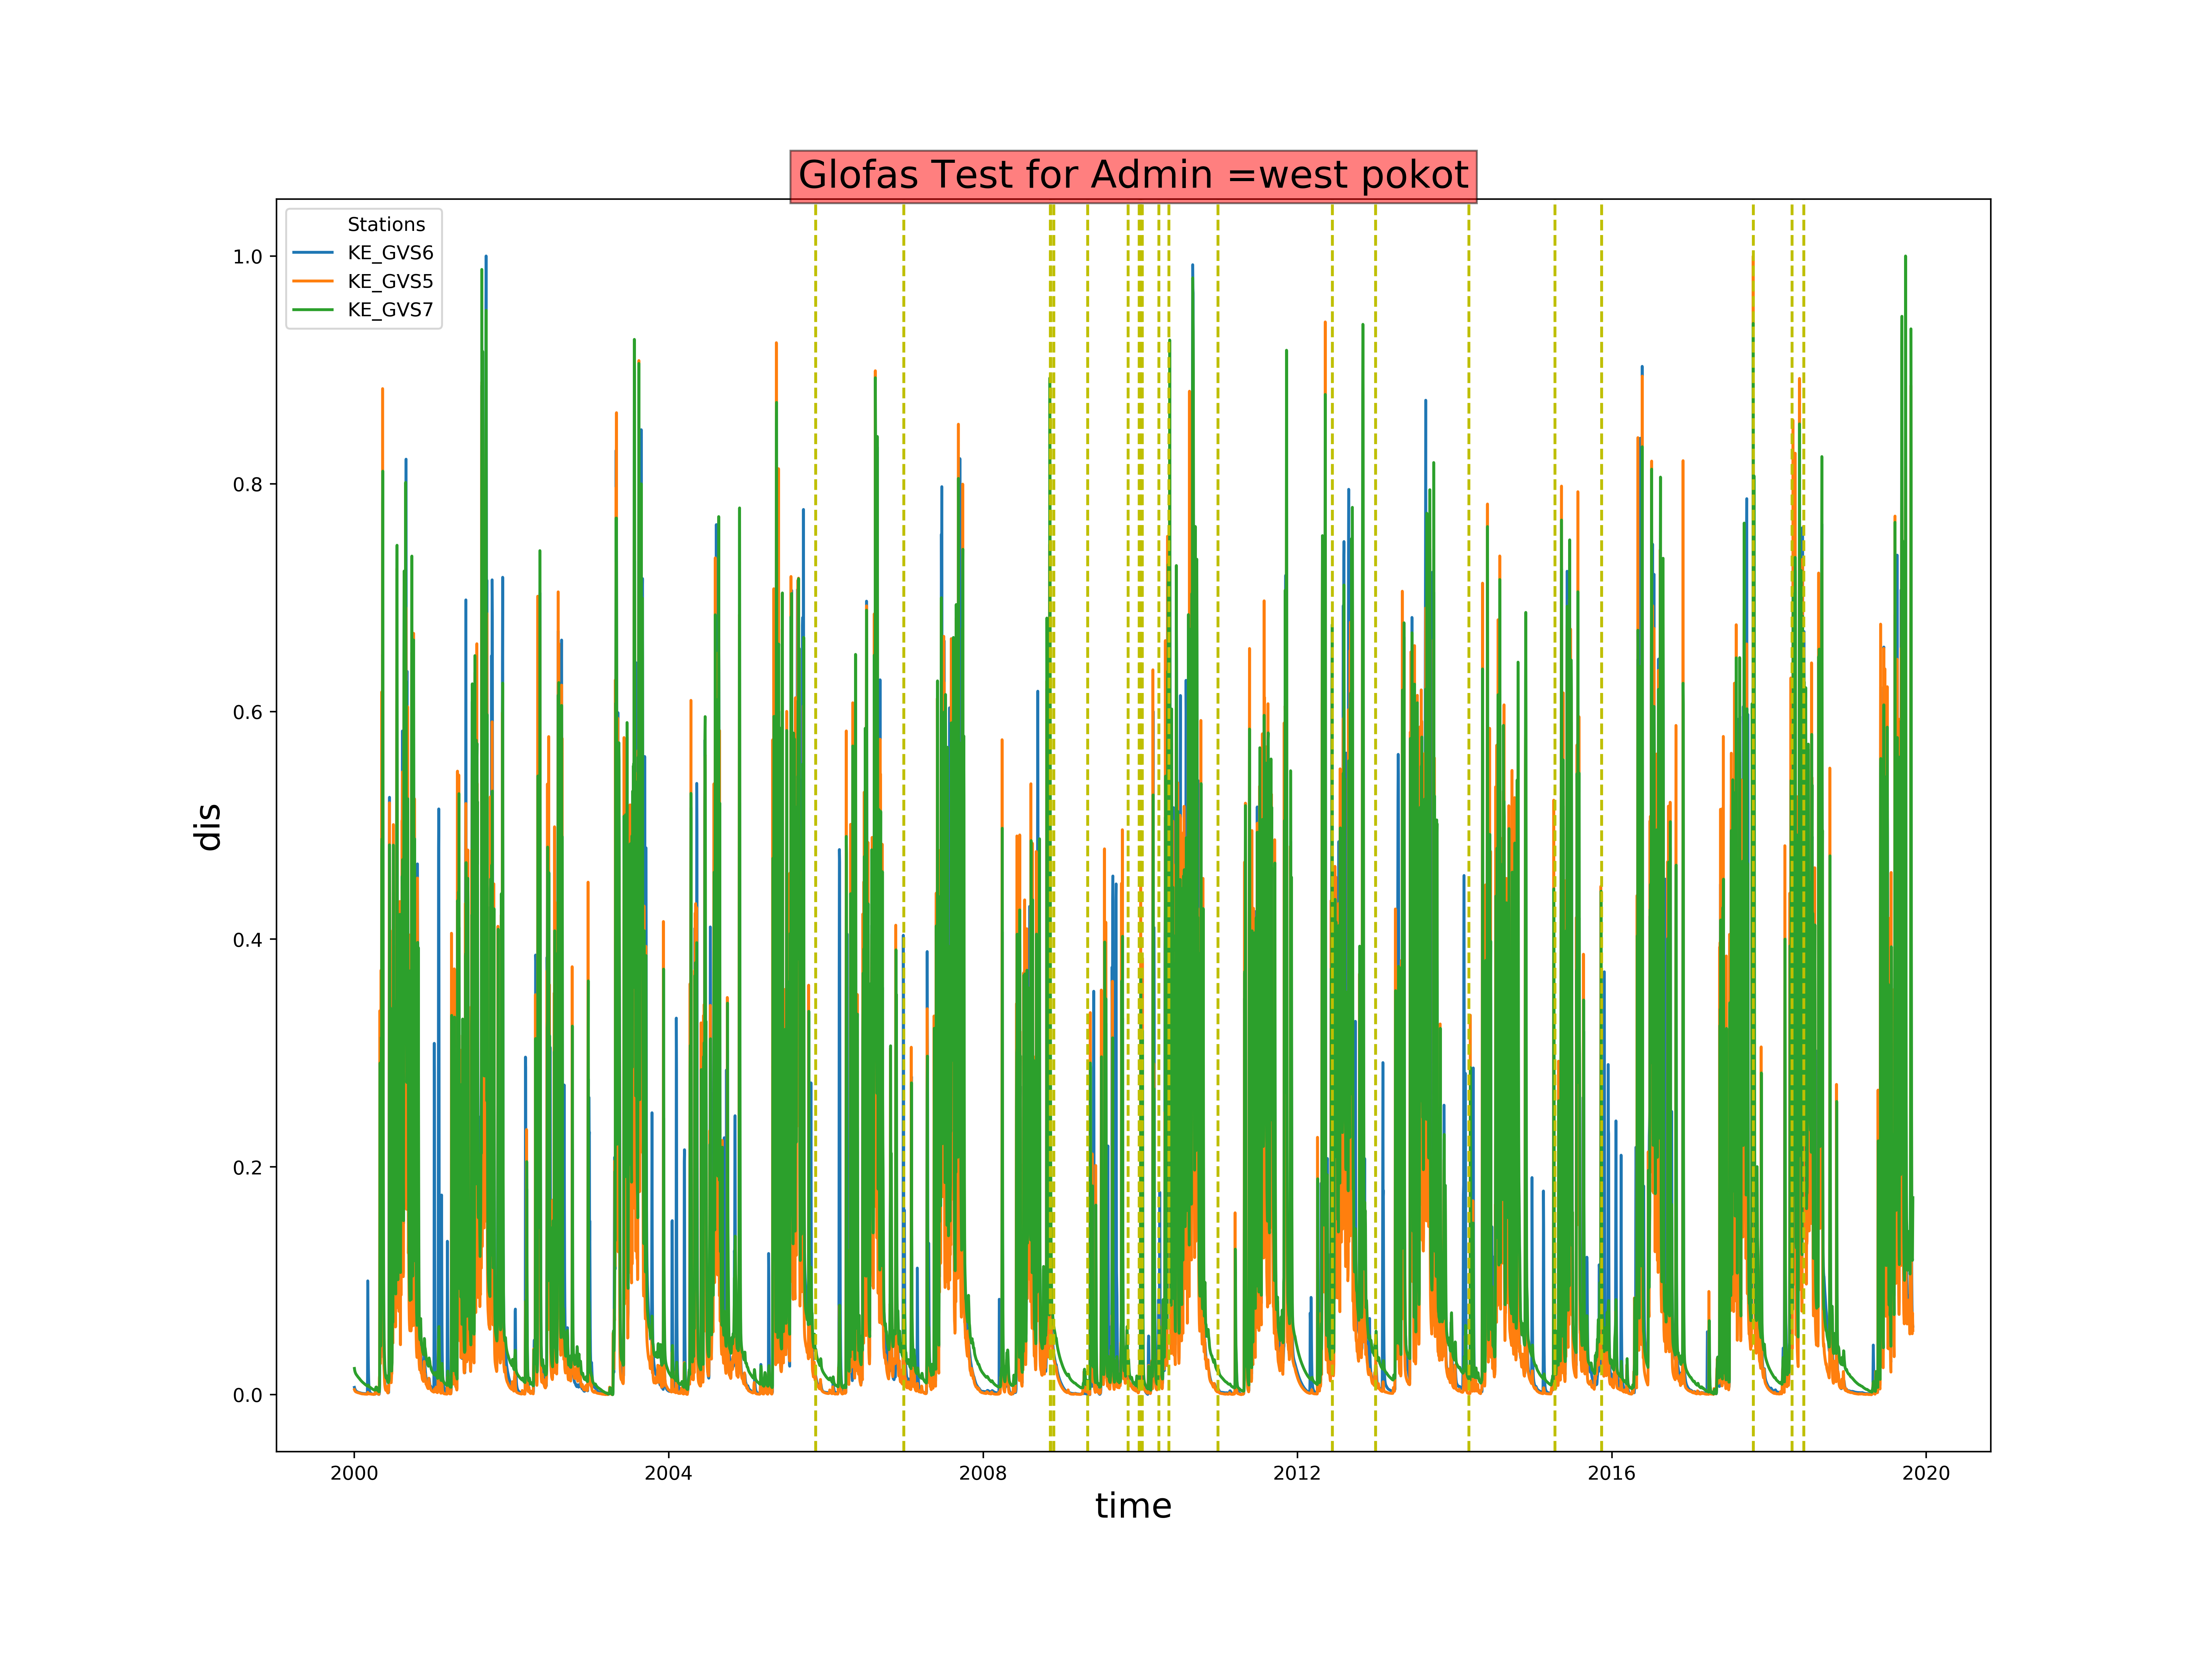 Glofas Test for Admin =west pokot
Stations
KE_GVS6
KE_GVS5
KE_GVS7
1.0
0.8
0.6
0.4
0.2
0.0
dis
2000 2004 2008 2012 2016 2020
time